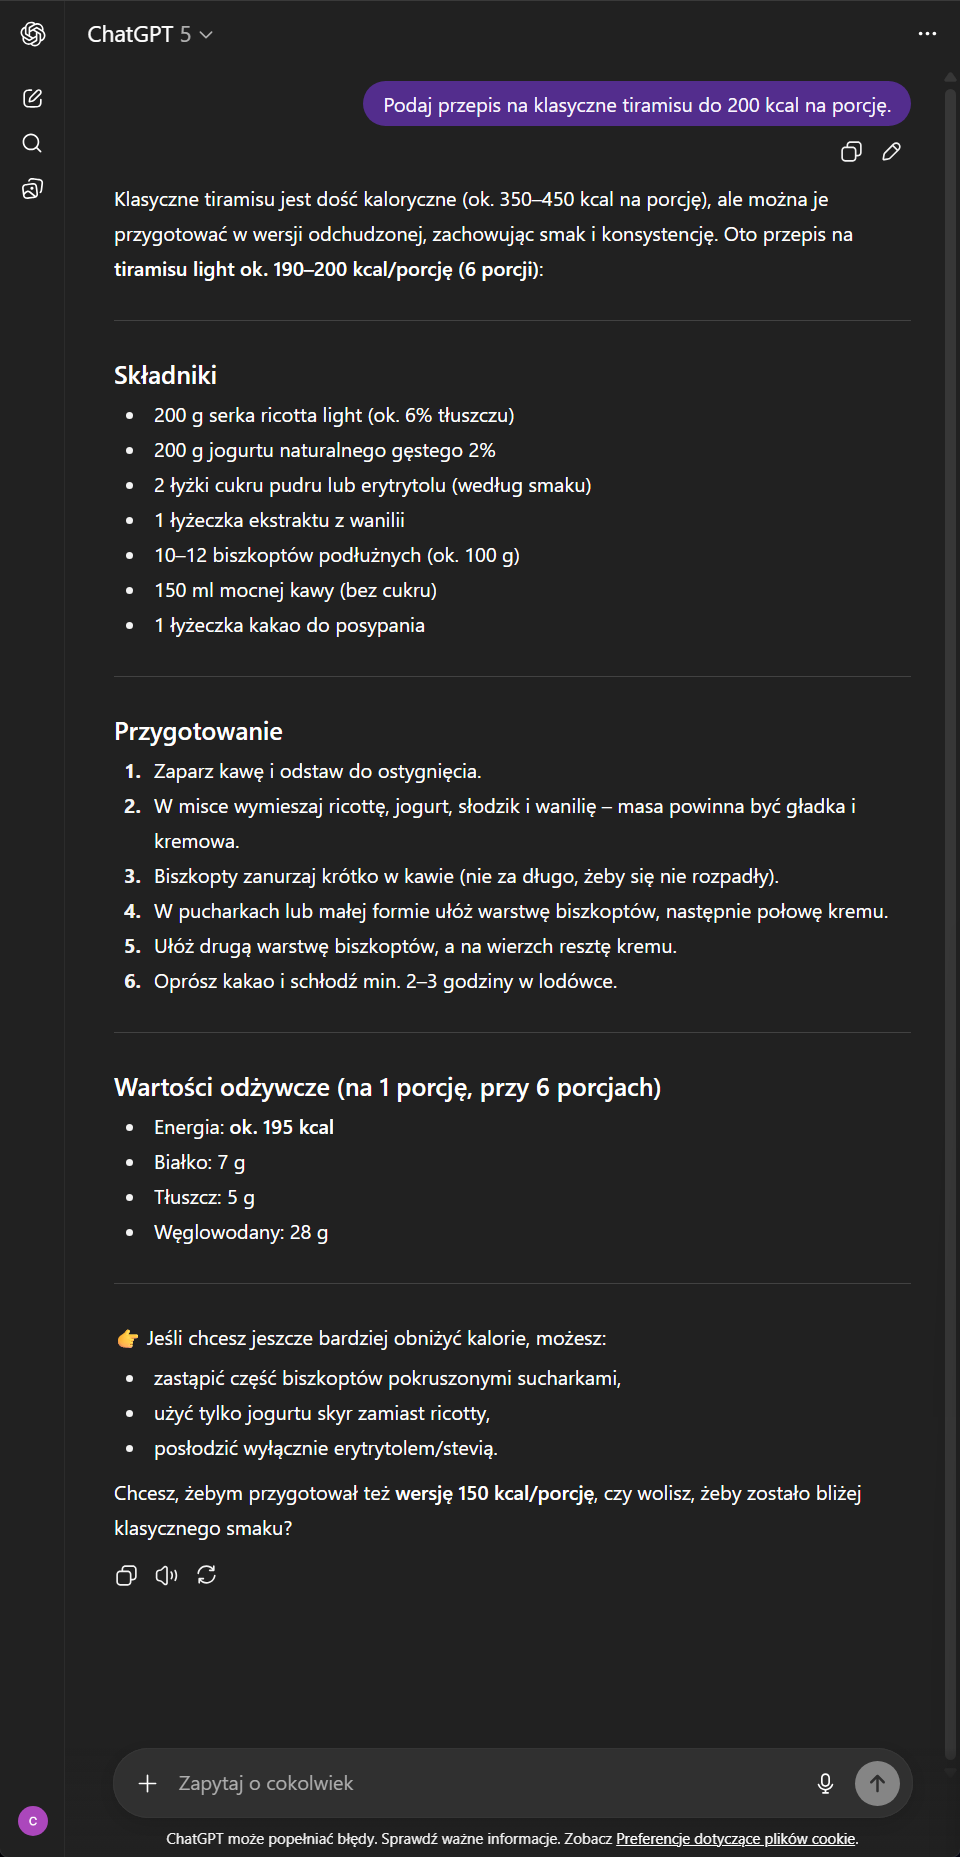 ChatGPT 5
Podaj przepis na klasyczne tiramisu do 200 kcal na porcję.
Klasyczne tiramisu jest dość kaloryczne (ok. 350–450 kcal na porcję), ale można je
przygotować w wersji odchudzonej, zachowując smak i konsystencję. Oto przepis na
tiramisu light ok. 190–200 kcal/porcję (6 porcji):
Składniki
• 200 g serka ricotta light (ok. 6% tłuszczu)
• 200 g jogurtu naturalnego gęstego 2%
• 2 łyżki cukru pudru lub erytrytolu (według smaku)
• 1 łyżeczka ekstraktu z wanilii
• 10–12 biszkoptów podłużnych (ok. 100 g)
• 150 ml mocnej kawy (bez cukru)
• 1 łyżeczka kakao do posypania
Przygotowanie
1. Zaparz kawę i odstaw do ostygnięcia.
2. W misce wymieszaj ricottę, jogurt, słodzik i wanilię – masa powinna być gładka i
kremowa.
3. Biszkopty zanurzaj krótko w kawie (nie za długo, żeby się nie rozpadły).
4. W pucharkach lub małej formie ułóż warstwę biszkoptów, następnie połowę kremu.
5. Ułóż drugą warstwę biszkoptów, a na wierzch resztę kremu.
6. Oprósz kakao i schłodź min. 2–3 godziny w lodówce.
Wartości odżywcze (na 1 porcję, przy 6 porcjach)
• Energia: ok. 195 kcal
• Białko: 7 g
• Tłuszcz: 5 g
• Węglowodany: 28 g
👉 Jeśli chcesz jeszcze bardziej obniżyć kalorie, możesz:
• zastąpić część biszkoptów pokruszonymi sucharkami,
• użyć tylko jogurtu skyr zamiast ricotty,
• posłodzić wyłącznie erytrytolem/stevią.
Chcesz, żebym przygotował też wersję 150 kcal/porcję, czy wolisz, żeby zostało bliżej
klasycznego smaku?
Zapytaj o cokolwiek
C
ChatGPT może popełniać błędy. Sprawdź ważne informacje. Zobacz Preferencje dotyczące plików cookie.